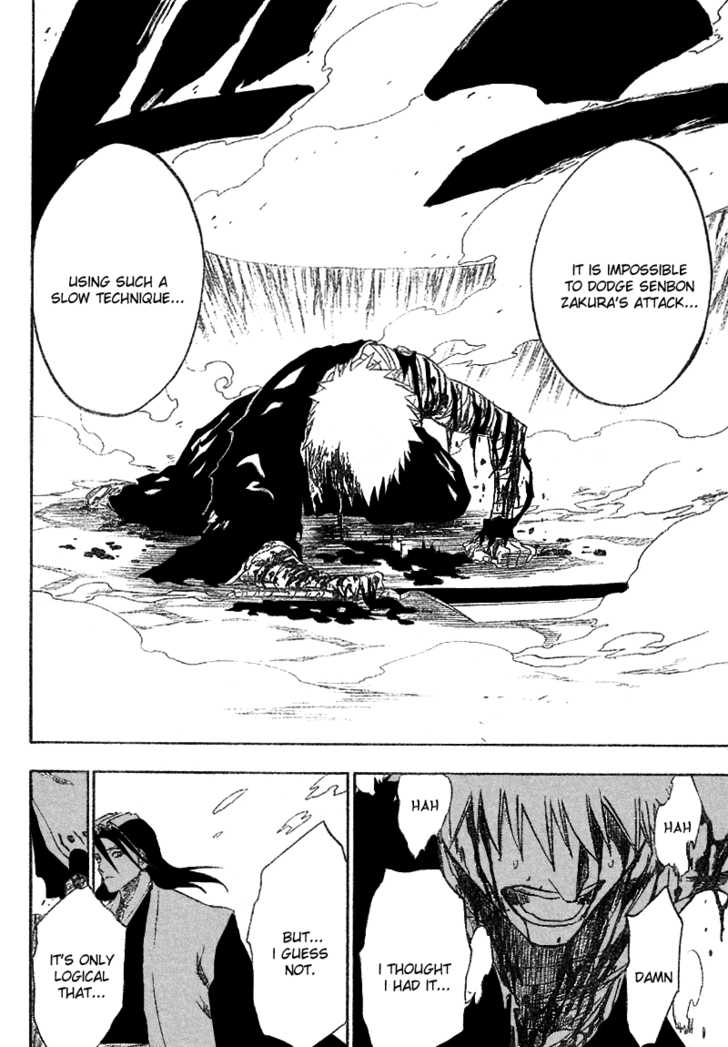 IT IS IMPOSSIBLE
TO DODGE SENBON
ZAKURA'S ATTACK...
USING SUCH A
SLOW TECHNIQUE...
HAH
HAH
DAMN
I THOUGHT
I HAD IT...
BUT...
I GUESS
NOT.
IT'S ONLY
LOGICAL
THAT...